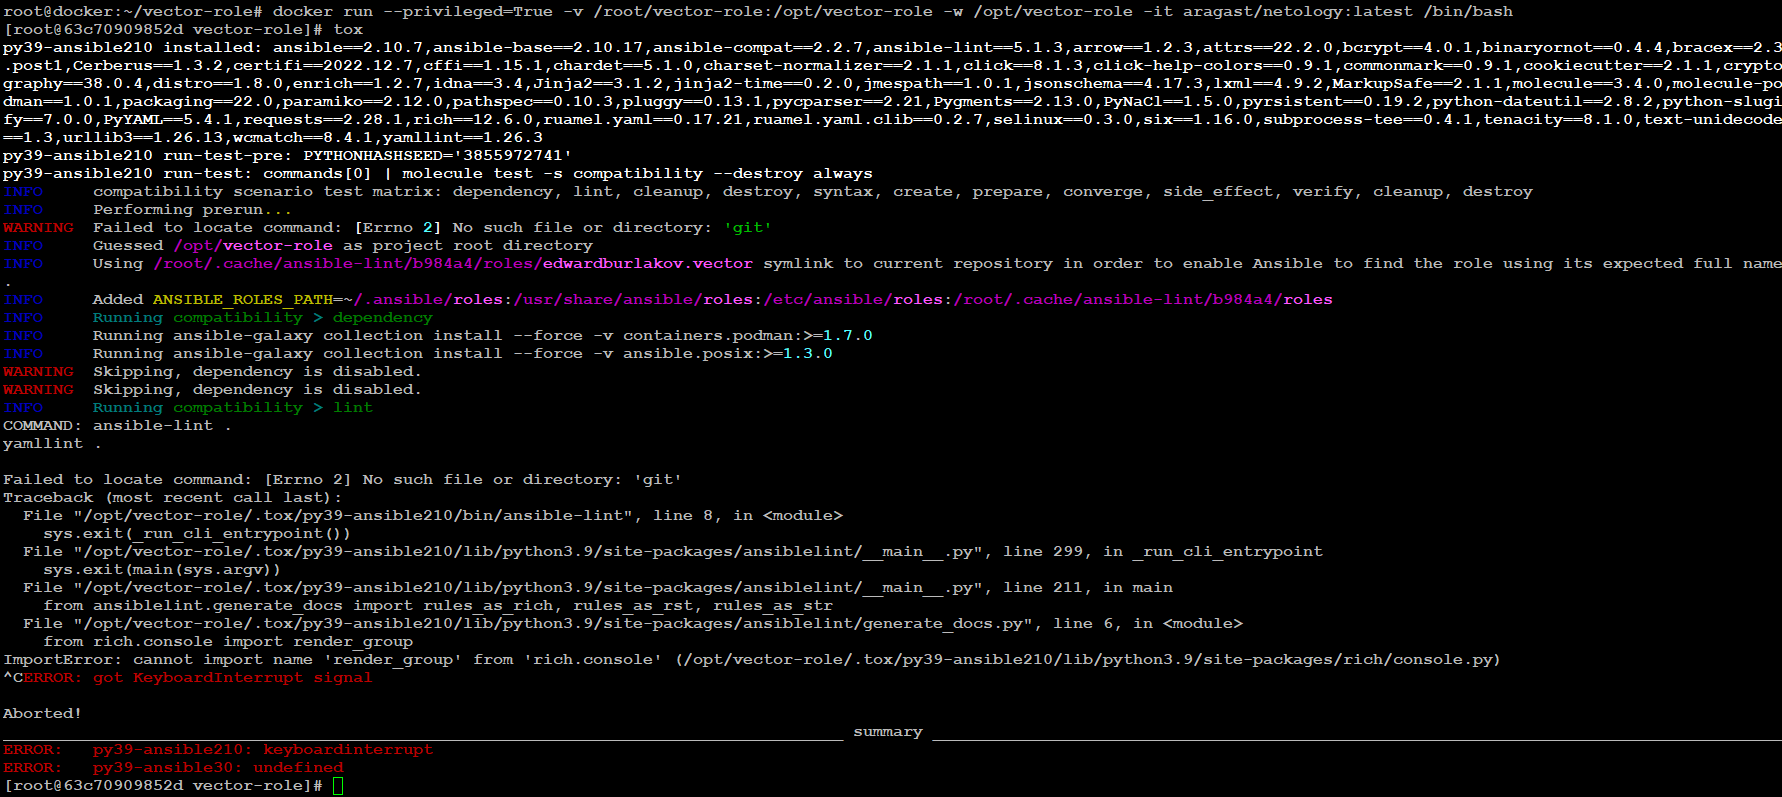 root@docker:~/vector-role# docker run --privileged=True -v /root/vector-role:/opt/vector-role -w /opt/vector-role -it aragast/netology:latest /bin/bash
[root@63c70909852d vector-role]# tox
py39-ansible210 installed: ansible==2.10.7,ansible-base==2.10.17,ansible-compat==2.2.7,ansible-lint==5.1.3,arrow==1.2.3,attrs==22.2.0,bcrypt==4.0.1,binaryornot==0.4.4,bracex==2.3
.post1,Cerberus==1.3.2,certifi==2022.12.7,cffi==1.15.1,chardet==5.1.0,charset-normalizer==2.1.1,click==8.1.3,click-help-colors==0.9.1,commonmark==0.9.1,cookiecutter==2.1.1,crypto
graphy==38.0.4,distro==1.8.0,enrich==1.2.7,idna==3.4,Jinja2==3.1.2,jinja2-time==0.2.0,jmespath==1.0.1,jsonschema==4.17.3,lxml==4.9.2,MarkupSafe==2.1.1,molecule==3.4.0,molecule-po
dman==1.0.1,packaging==22.0,paramiko==2.12.0,pathspec==0.10.3,pluggy==0.13.1,pycparser==2.21,Pygments==2.13.0,PyNaCl==1.5.0,pyrsistent==0.19.2,python-dateutil==2.8.2,python-slugi
fy==7.0.0,PyYAML==5.4.1,requests==2.28.1,rich==12.6.0,ruamel.yaml==0.17.21,ruamel.yaml.clib==0.2.7,selinux==0.3.0,six==1.16.0,subprocess-tee==0.4.1,tenacity==8.1.0,text-unidecode
==1.3,urllib3==1.26.13,wcmatch==8.4.1,yamllint==1.26.3
py39-ansible210 run-test-pre: PYTHONHASHSEED='3855972741'
py39-ansible210 run-test: commands[0] | molecule test -s compatibility --destroy always
INFO     compatibility scenario test matrix: dependency, lint, cleanup, destroy, syntax, create, prepare, converge, side_effect, verify, cleanup, destroy
INFO     Performing prerun...
WARNING  Failed to locate command: [Errno 2] No such file or directory: 'git'
INFO     Guessed /opt/vector-role as project root directory
INFO     Using /root/.cache/ansible-lint/b984a4/roles/edwardburlakov.vector symlink to current repository in order to enable Ansible to find the role using its expected full name
.
INFO     Added ANSIBLE_ROLES_PATH=~/.ansible/roles:/usr/share/ansible/roles:/etc/ansible/roles:/root/.cache/ansible-lint/b984a4/roles
INFO     Running compatibility > dependency
INFO     Running ansible-galaxy collection install --force -v containers.podman:>=1.7.0
INFO     Running ansible-galaxy collection install --force -v ansible.posix:>=1.3.0
WARNING  Skipping, dependency is disabled.
WARNING  Skipping, dependency is disabled.
INFO     Running compatibility > lint
COMMAND: ansible-lint .
yamllint .
Failed to locate command: [Errno 2] No such file or directory: 'git'
Traceback (most recent call last):
  File "/opt/vector-role/.tox/py39-ansible210/bin/ansible-lint", line 8, in <module>
    sys.exit(_run_cli_entrypoint())
  File "/opt/vector-role/.tox/py39-ansible210/lib/python3.9/site-packages/ansiblelint/__main__.py", line 299, in _run_cli_entrypoint
    sys.exit(main(sys.argv))
  File "/opt/vector-role/.tox/py39-ansible210/lib/python3.9/site-packages/ansiblelint/__main__.py", line 211, in main
    from ansiblelint.generate_docs import rules_as_rich, rules_as_rst, rules_as_str
  File "/opt/vector-role/.tox/py39-ansible210/lib/python3.9/site-packages/ansiblelint/generate_docs.py", line 6, in <module>
    from rich.console import render_group
ImportError: cannot import name 'render_group' from 'rich.console' (/opt/vector-role/.tox/py39-ansible210/lib/python3.9/site-packages/rich/console.py)
^CERROR: got KeyboardInterrupt signal
Aborted!
summary
ERROR:   py39-ansible210: keyboardinterrupt
ERROR:   py39-ansible30: undefined
[root@63c70909852d vector-role]#